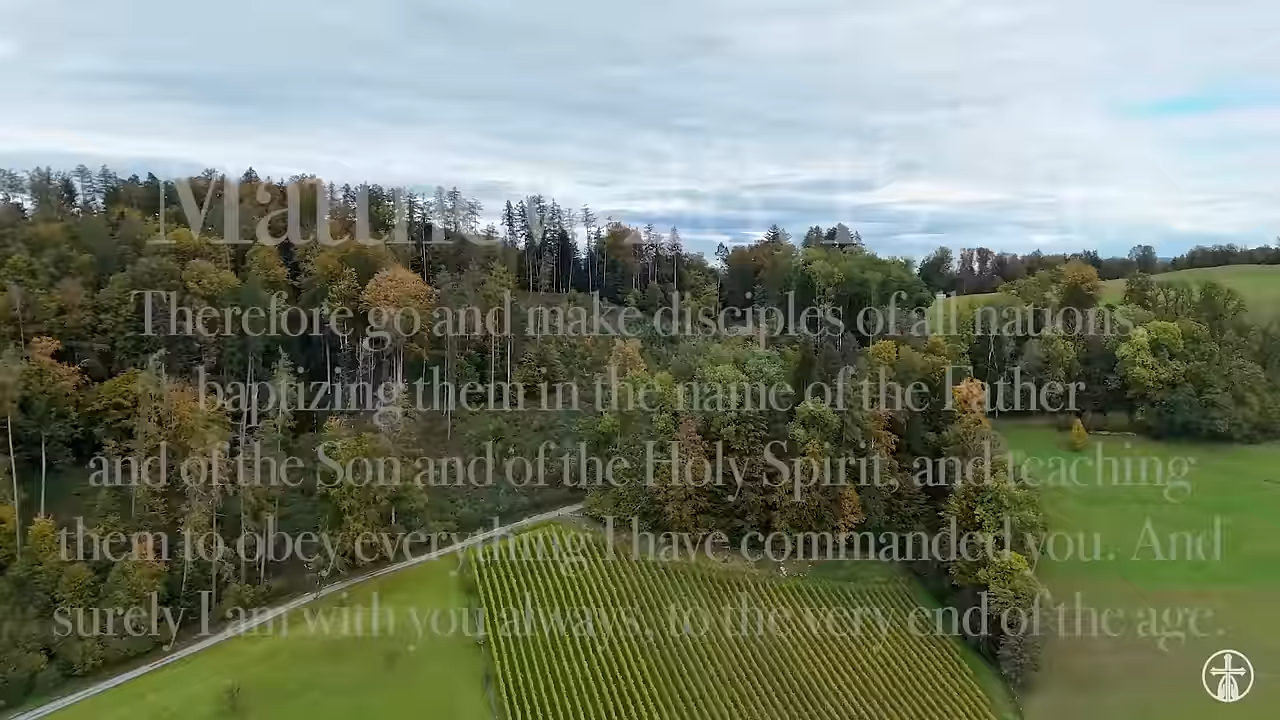 Matthew
Therefore go and make disciples of all nations,
baptizing them in the name of the Father
and of the Son and of the Holy Spirit, and teaching
them to obey everything I have commanded you. And
surely I am with you always, to the very end of the age.